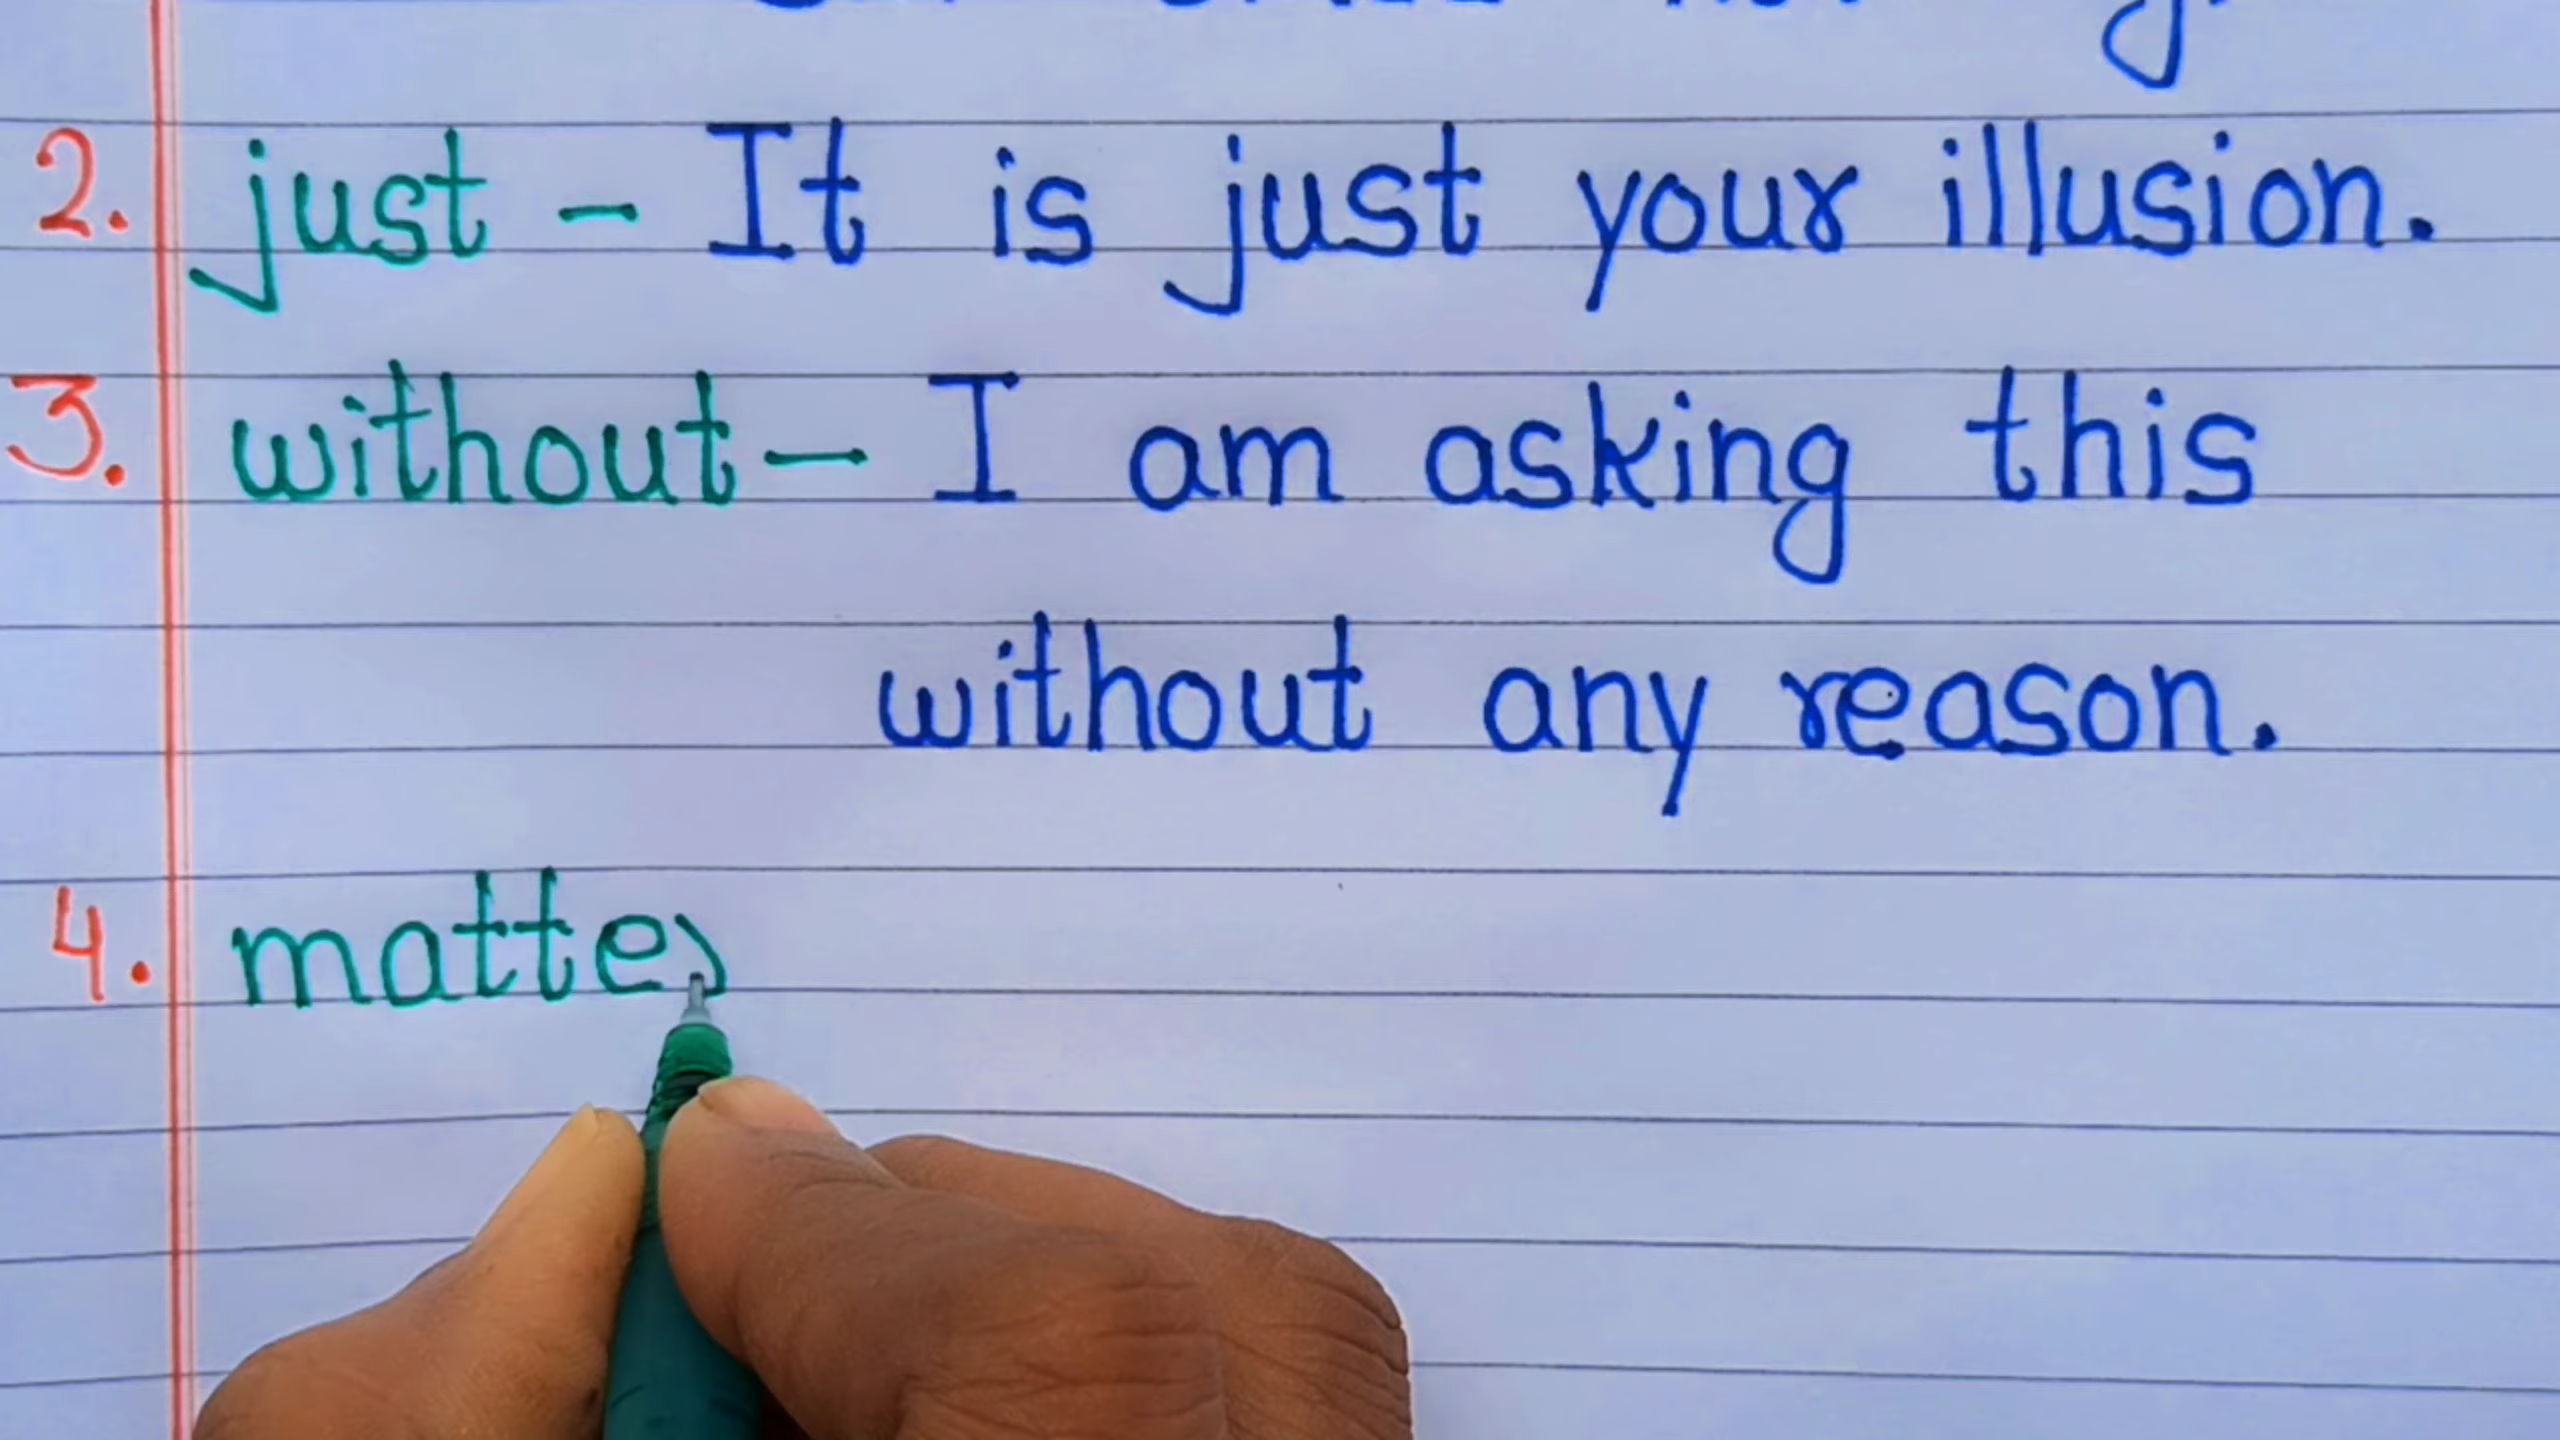 2. just - It is just your illusion.
3. without - I am asking this
without any reason.
4. matter